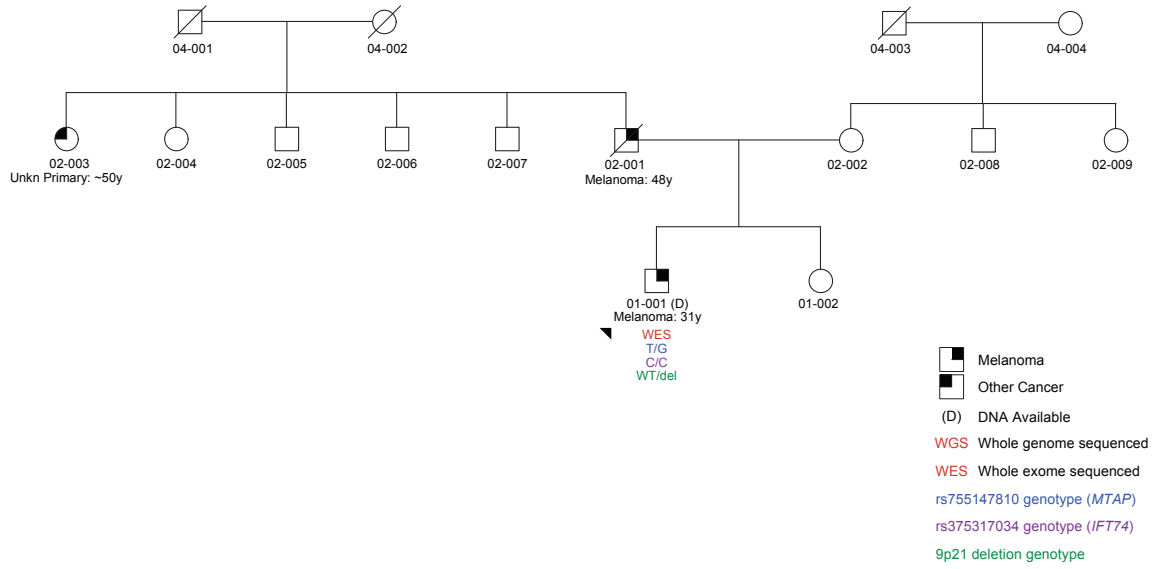 04-001
04-002
04-003
04-004
02-003
Unkn Primary: ~50y
02-004
02-005
02-006
02-007
02-001
Melanoma: 48y
02-002
02-008
02-009
01-001 (D)
Melanoma: 31y
WES
T/G
C/C
WT/del
01-002
Melanoma
Other Cancer
(D) DNA Available
WGS Whole genome sequenced
WES Whole exome sequenced
rs755147810 genotype (MTAP)
rs375317034 genotype (IFT74)
9p21 deletion genotype